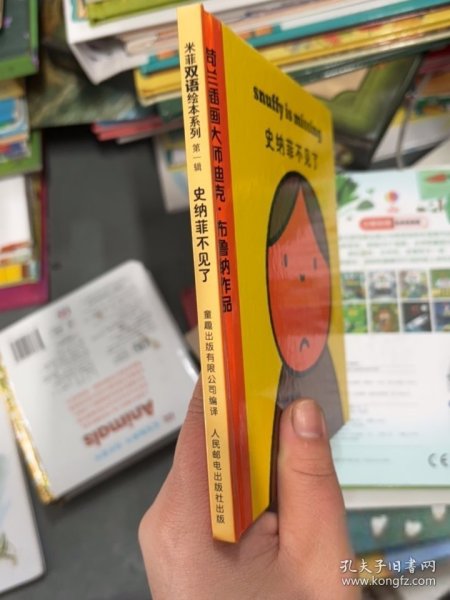 米菲双语绘本系列 第一辑 史纳菲不见了 童趣出版有限公司编译 人民邮电出版社出版
荷兰插画大师迪克·布鲁纳作品
snuffy is missing
史纳菲不见了
Animals
CE
孔夫子旧书网
www.kongfz.com